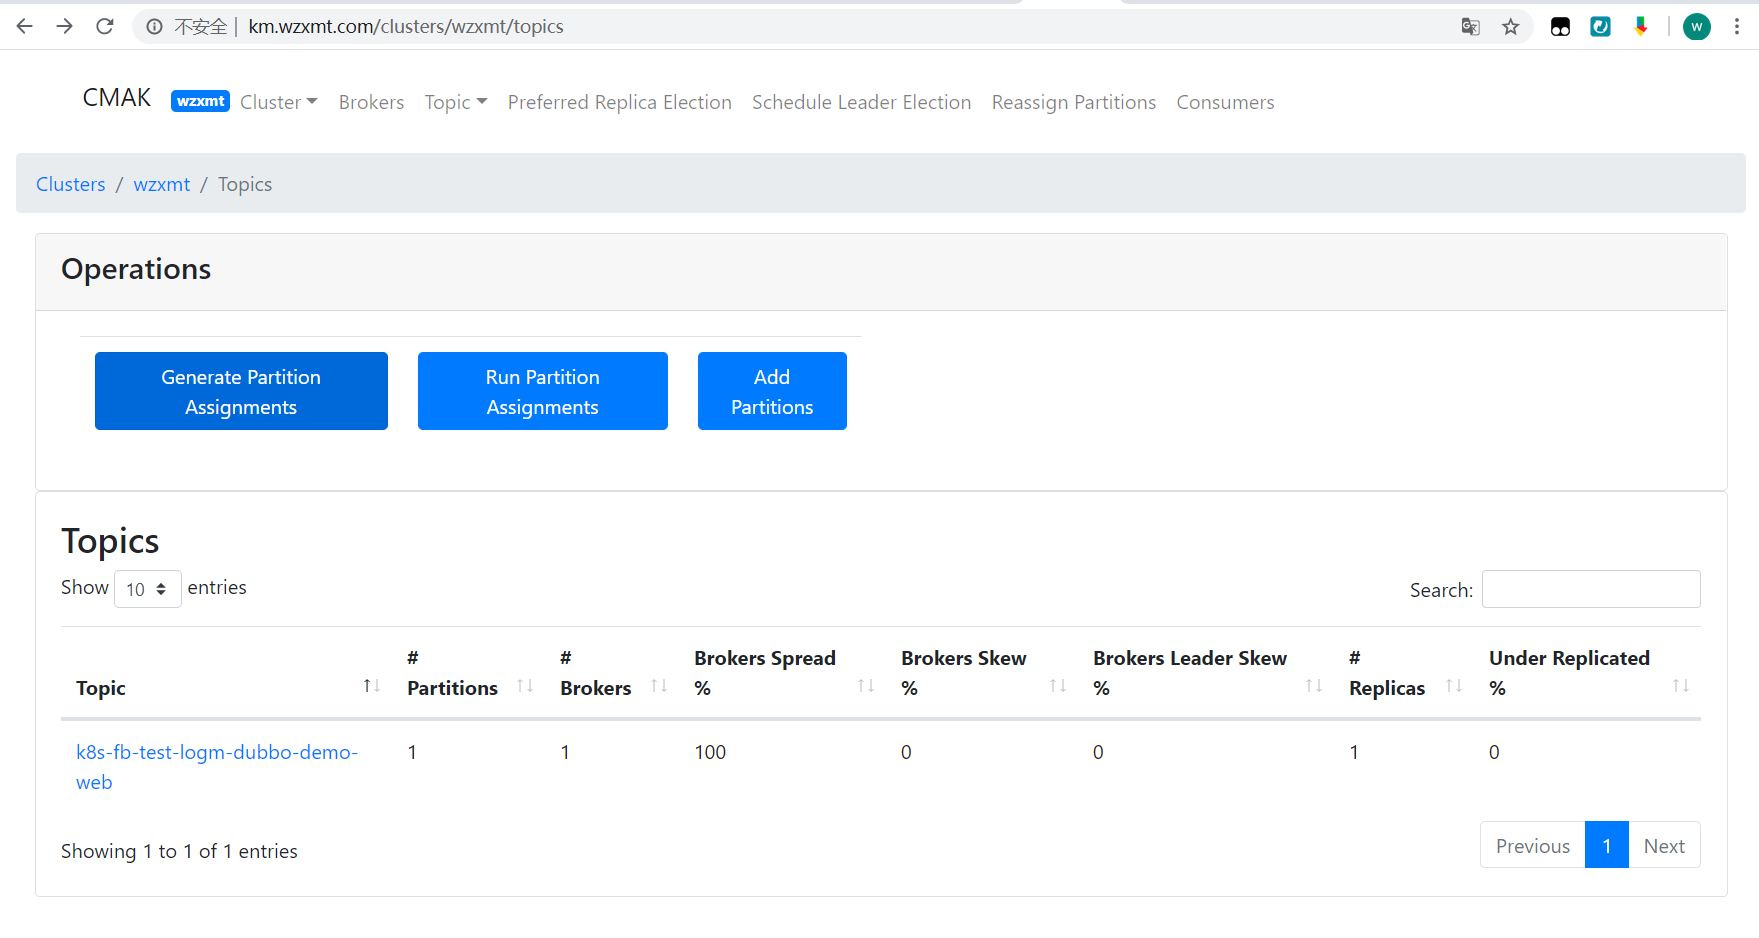 不安全 | km.wzxmt.com/clusters/wzxmt/topics
W
CMAK wzxmt Cluster Brokers Topic Preferred Replica Election Schedule Leader Election Reassign Partitions Consumers
Clusters / wzxmt / Topics
Operations
Generate Partition Assignments
Run Partition Assignments
Add Partitions
Topics
Show 10 entries
Search:
Topic # Partitions # Brokers Brokers Spread % Brokers Skew % Brokers Leader Skew % # Replicas Under Replicated %
k8s-fb-test-logm-dubbo-demo-web 1 1 100 0 0 1 0
Showing 1 to 1 of 1 entries
Previous 1 Next